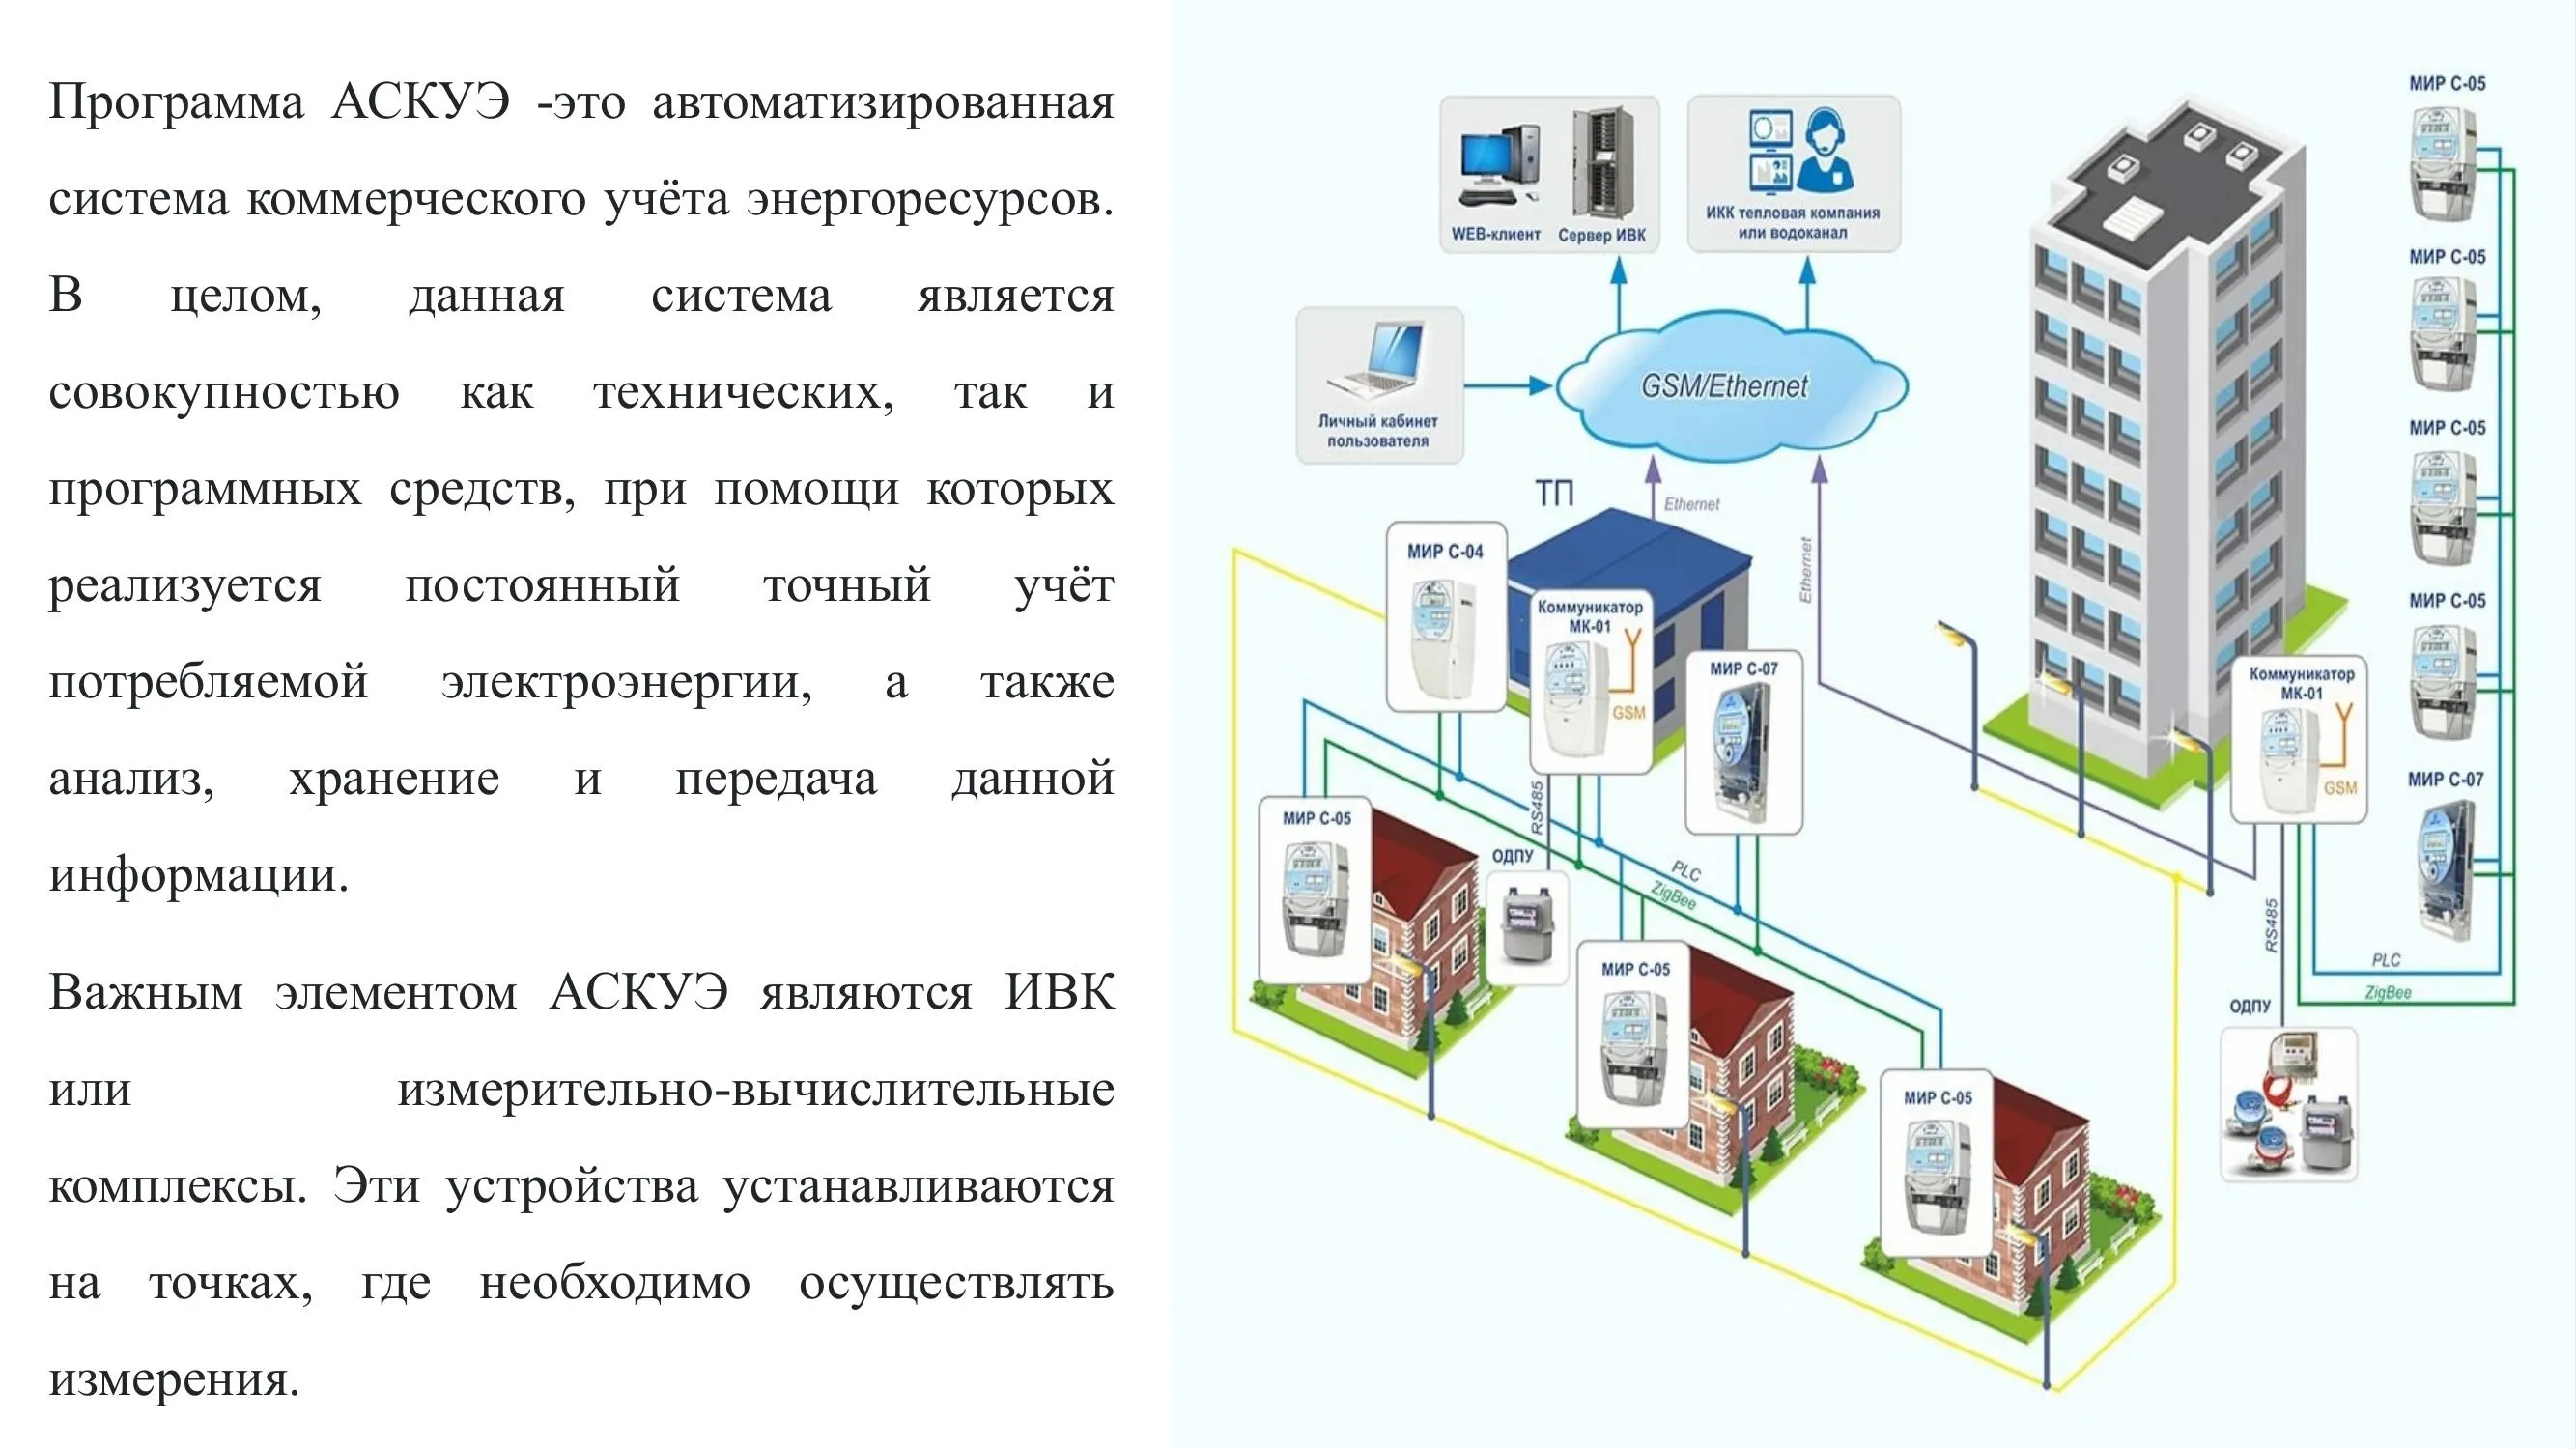 Программа АСКУЭ -это автоматизированная
система коммерческого учёта энергоресурсов.
В целом, данная система является
совокупностью как технических, так и
программных средств, при помощи которых
реализуется постоянный точный учёт
потребляемой электроэнергии, а также
анализ, хранение и передача данной
информации.
Важным элементом АСКУЭ являются ИВК
или измерительно-вычислительные
комплексы. Эти устройства устанавливаются
на точках, где необходимо осуществлять
измерения.
WEB-клиент
Сервер ИВК
ИКК тепловая компания
или водоканал
Личный кабинет
пользователя
GSM/Ethernet
ТП
Ethernet
Ethernet
МИР С-04
Коммуникатор
МК-01
GSM
МИР С-07
МИР С-05
RS485
ОДПУ
PLC
ZigBee
МИР С-05
МИР С-05
МИР С-05
МИР С-05
МИР С-05
МИР С-05
МИР С-07
Коммуникатор
МК-01
GSM
RS485
PLC
ZigBee
ОДПУ